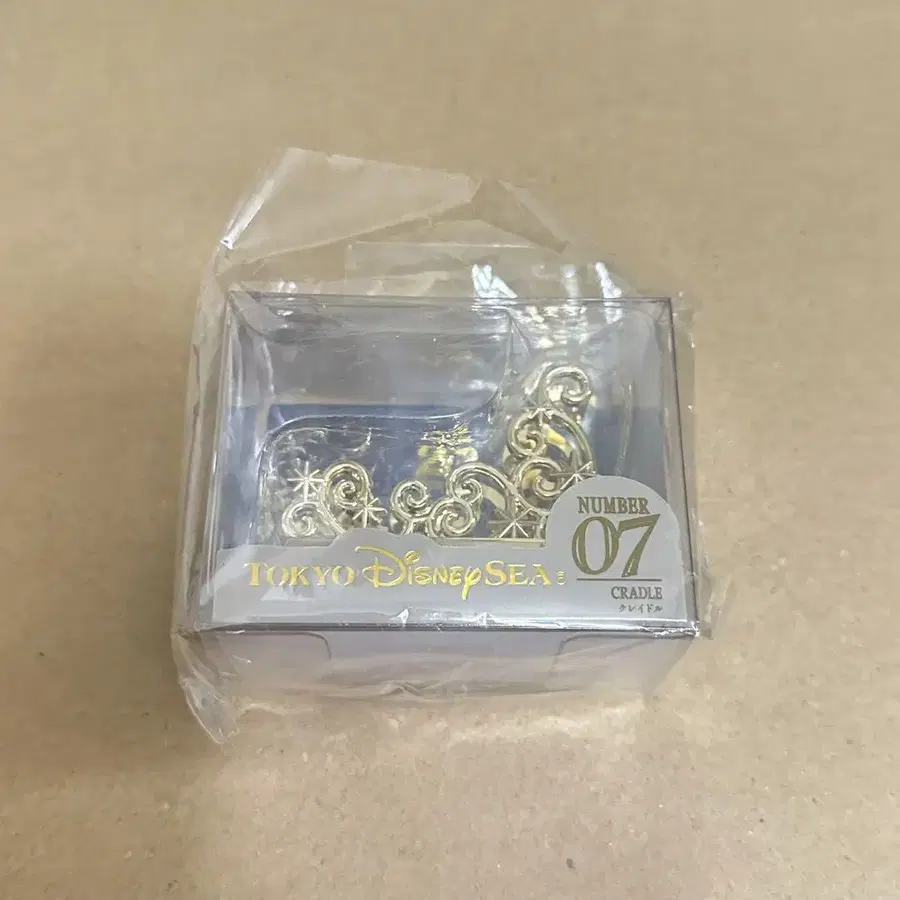 NUMBER
07
CRADLE
クレイドル
TOKYO DISNEYSEA